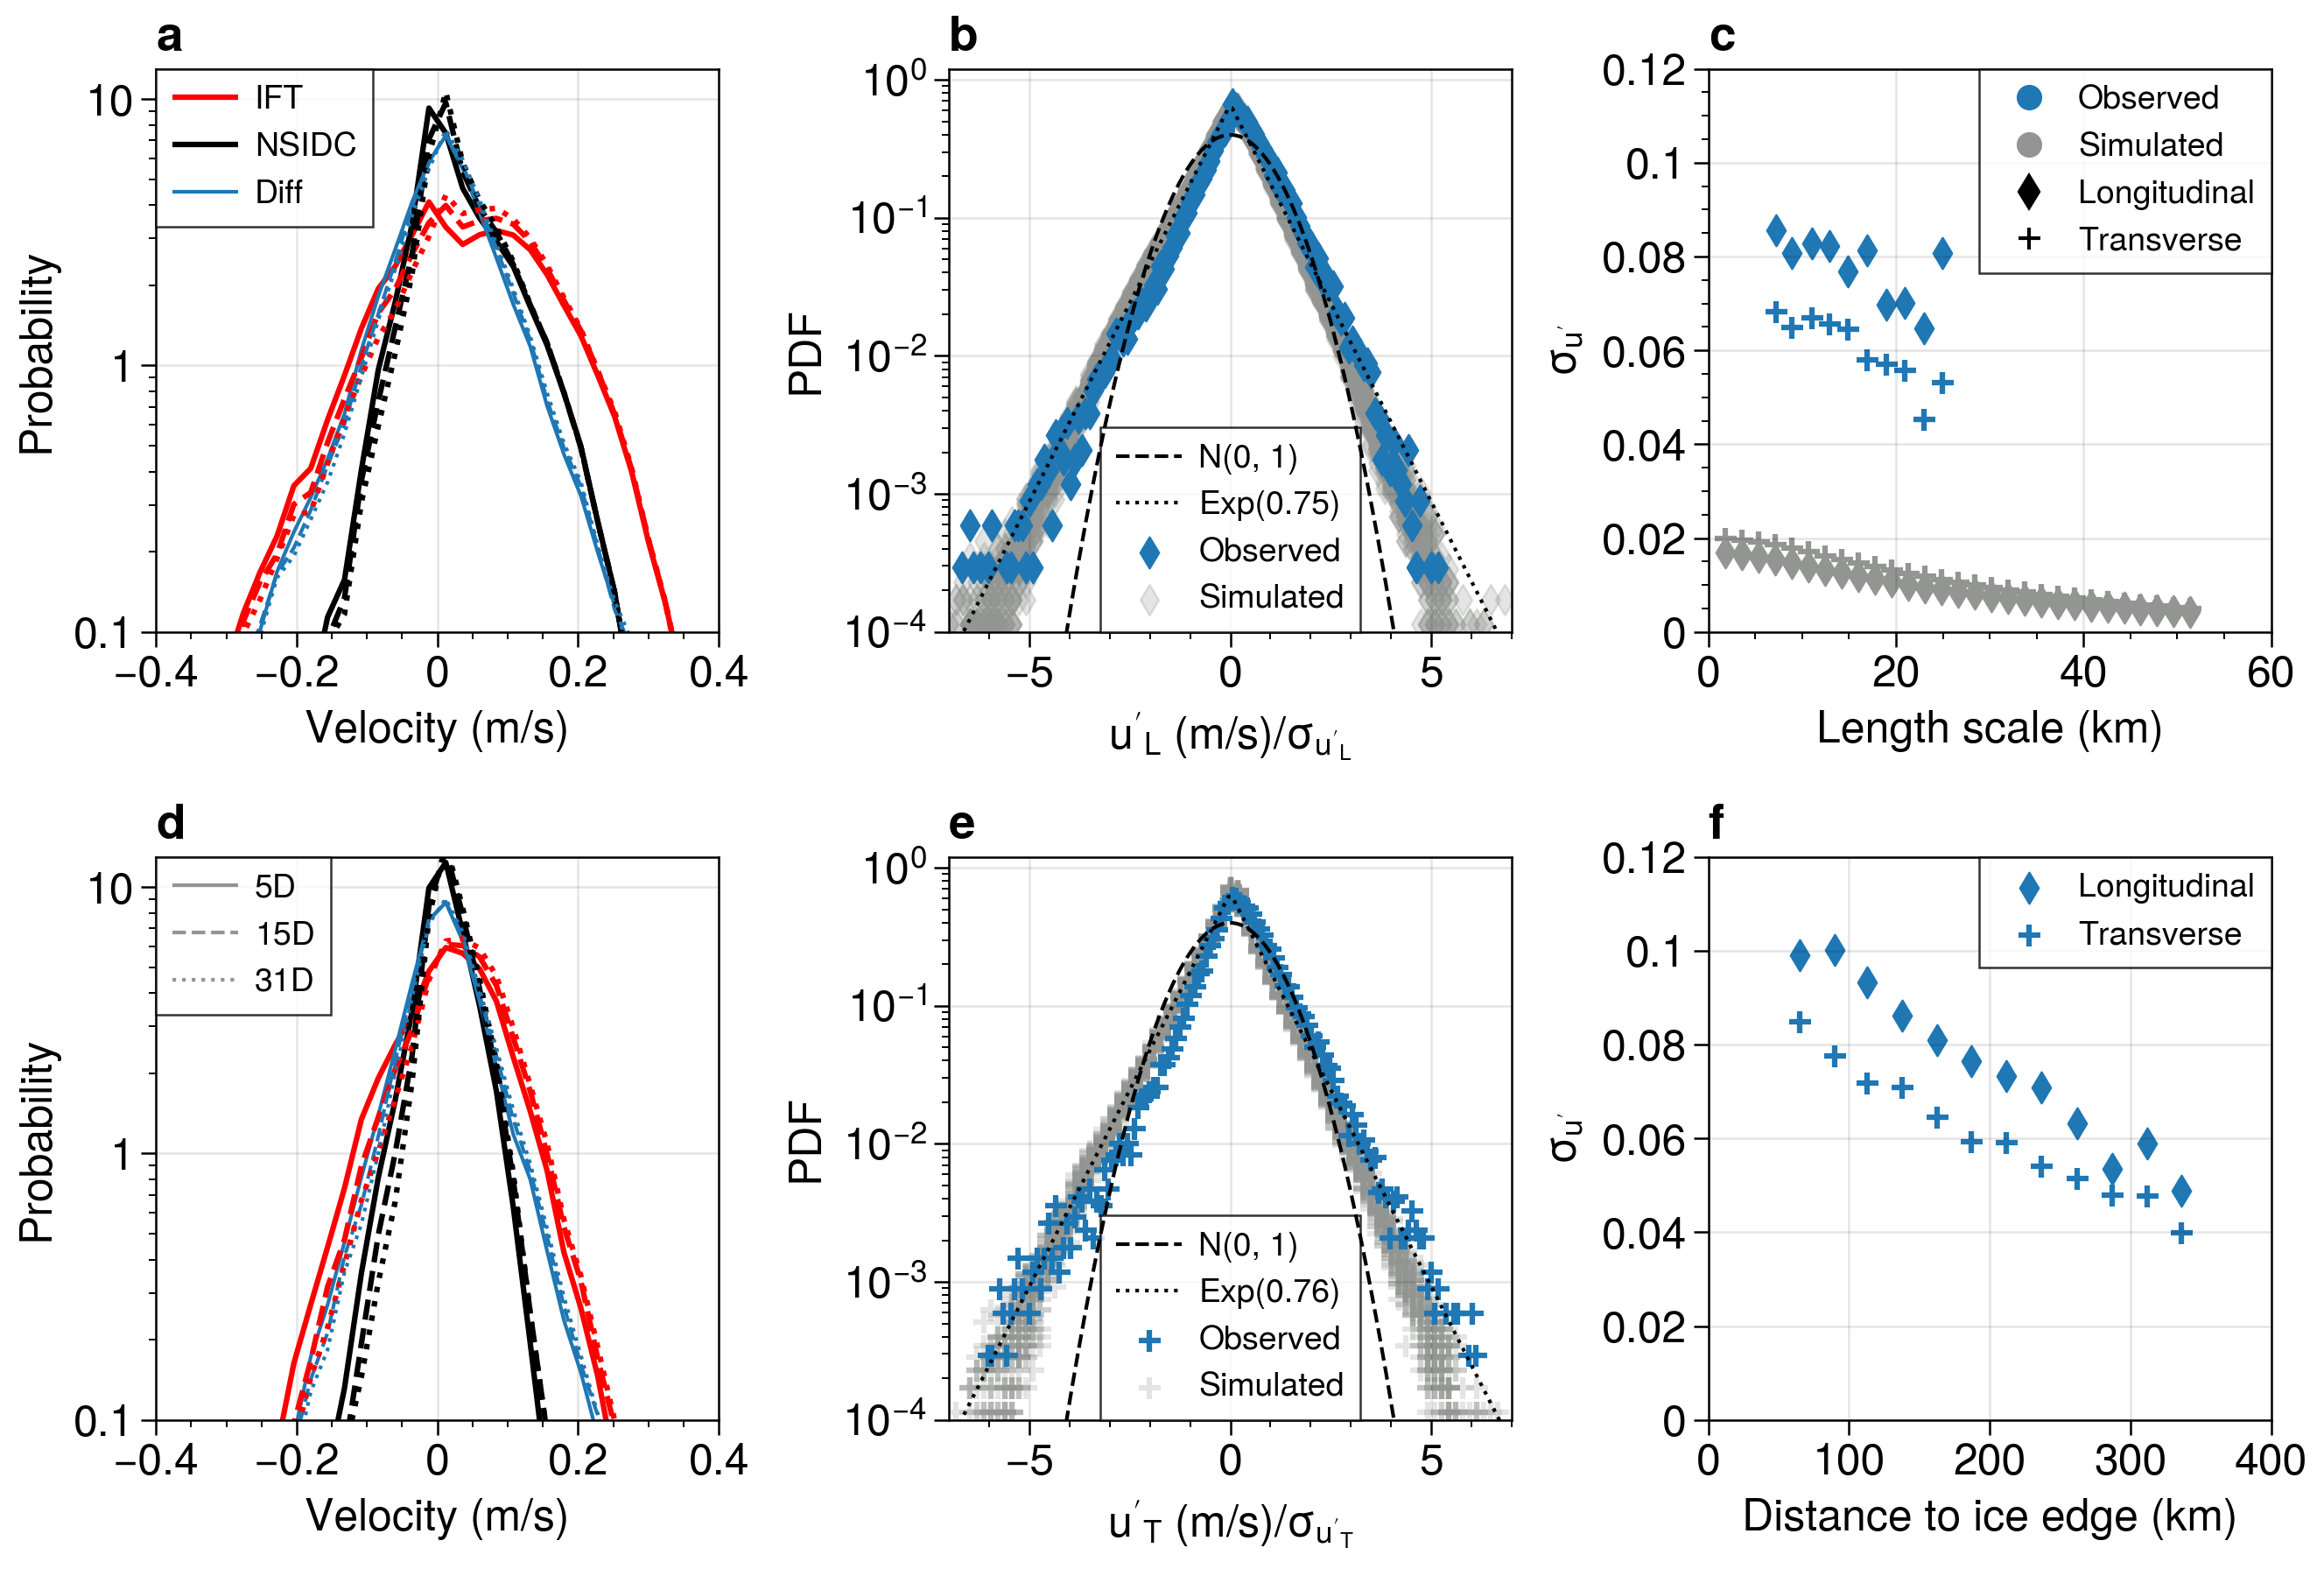 a
10
1
0.1
−0.4
−0.2
0
0.2
0.4
Probability
Velocity (m/s)
IFT
NSIDC
Diff
b
10⁰
10⁻¹
10⁻²
10⁻³
10⁻⁴
−5
0
5
PDF
u′L (m/s)/σu′L
N(0, 1)
Exp(0.75)
Observed
Simulated
c
0.12
0.1
0.08
0.06
0.04
0.02
0
0
20
40
60
σu′
Length scale (km)
Observed
Simulated
Longitudinal
Transverse
d
10
1
0.1
−0.4
−0.2
0
0.2
0.4
Probability
Velocity (m/s)
5D
15D
31D
e
10⁰
10⁻¹
10⁻²
10⁻³
10⁻⁴
−5
0
5
PDF
u′T (m/s)/σu′T
N(0, 1)
Exp(0.76)
Observed
Simulated
f
0.12
0.1
0.08
0.06
0.04
0.02
0
0
100
200
300
400
σu′
Distance to ice edge (km)
Longitudinal
Transverse